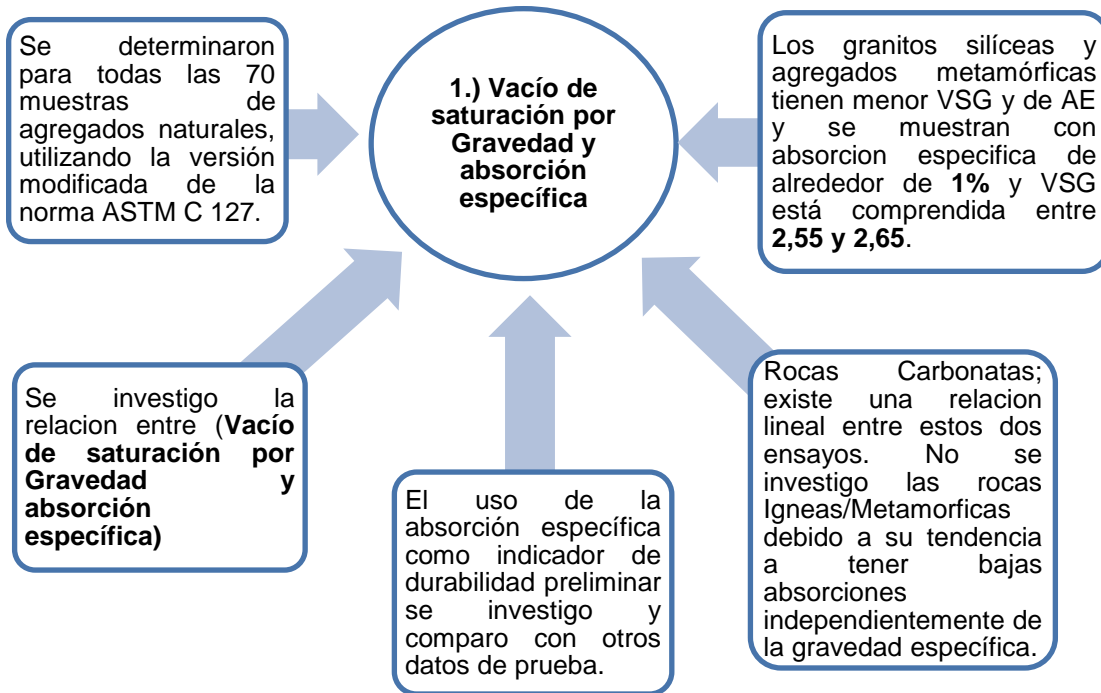 Se determinaron
para todas las 70
muestras de
agregados naturales,
utilizando la versión
modificada de la
norma ASTM C 127.
1.) Vacío de
saturación por
Gravedad y
absorción
específica
Los granitos silíceas y
agregados metamórficas
tienen menor VSG y de AE
y se muestran con
absorcion especifica de
alrededor de 1% y VSG
está comprendida entre
2,55 y 2,65.
Se investigo la
relacion entre (Vacío
de saturación por
Gravedad y
absorción
específica)
El uso de la
absorción específica
como indicador de
durabilidad preliminar
se investigo y
comparo con otros
datos de prueba.
Rocas Carbonatas;
existe una relacion
lineal entre estos dos
ensayos. No se
investigo las rocas
Igneas/Metamorficas
debido a su tendencia
a tener bajas
absorciones
independientemente de
la gravedad específica.